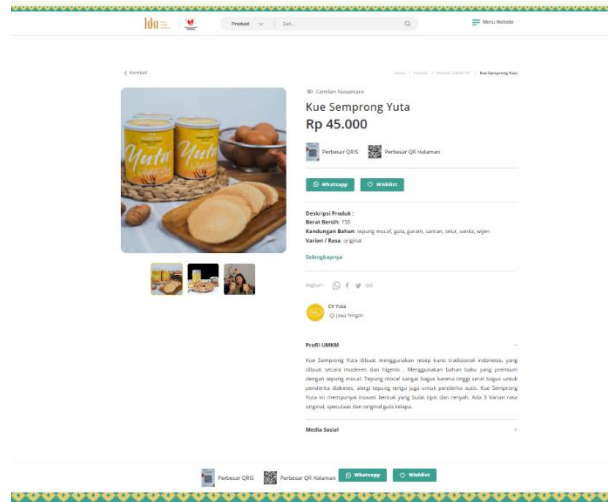 Produk
Cari...
Menu Website
Kembali
Kue Semprong Yuta
Camilan Nusantara
Kue Semprong Yuta
Rp 45.000
Perbesar QRIS
Perbesar QR Halaman
Whatsapp
Wishlist
Deskripsi Produk :
Berat Bersih: 150
Kandungan Bahan: tepung mocaf, gula, garam, santan, telur, vanila, wijen
Varian / Rasa: original
Selengkapnya
Bagikan :
CV Yuta
Jawa Tengah
Profil UMKM
Kue Semprong Yuta dibuat menggunakan resep kuno tradisional indonesia, yang
dibuat secara moderen dan higenis . Menggunakan bahan baku yang premium
dengan tepung mocaf. Tepung mocaf sangat bagus karena tinggi serat bagus untuk
penderita diabetes, alergi tepung terigu juga untuk penderita autis. Kue Semprong
Yuta ini mempunyai inovasi bentuk yang bulat tipis dan renyah. Ada 3 Varian rasa
original, speculaas dan original gula kelapa.
Media Sosial
Perbesar QRIS
Perbesar QR Halaman
Whatsapp
Wishlist
Yuta
Yuta